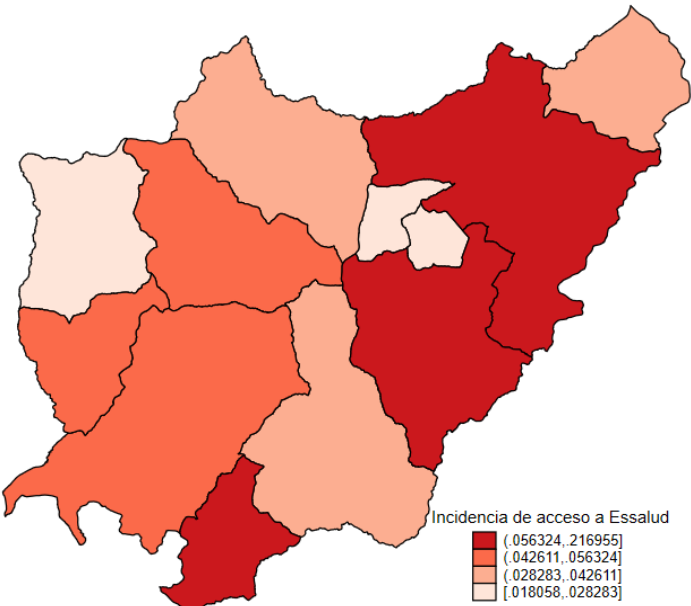 Incidencia de acceso a Essalud
(.056324,.216955]
(.042611,.056324]
(.028283,.042611]
[.018058,.028283]